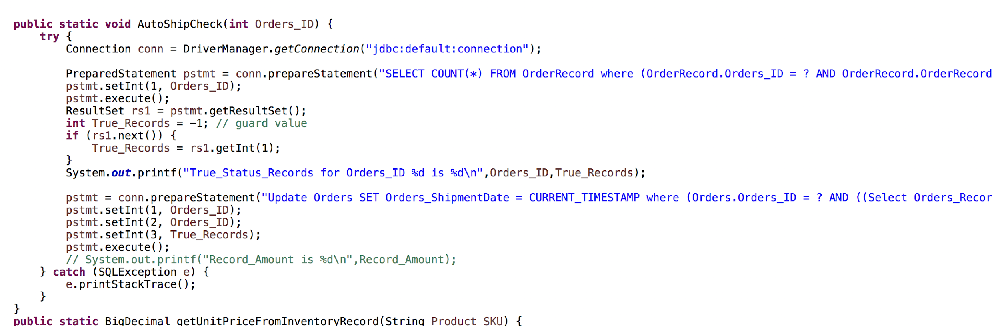 public static void AutoShipCheck(int Orders_ID) {
try {
Connection conn = DriverManager.getConnection("jdbc:default:connection");
PreparedStatement pstmt = conn.prepareStatement("SELECT COUNT(*) FROM OrderRecord where (OrderRecord.Orders_ID = ? AND OrderRecord.OrderRecord
pstmt.setInt(1, Orders_ID);
pstmt.execute();
ResultSet rs1 = pstmt.getResultSet();
int True_Records = -1; // guard value
if (rs1.next()) {
True_Records = rs1.getInt(1);
}
System.out.printf("True_Status_Records for Orders_ID %d is %d\n",Orders_ID,True_Records);
pstmt = conn.prepareStatement("Update Orders SET Orders_ShipmentDate = CURRENT_TIMESTAMP where (Orders.Orders_ID = ? AND ((Select Orders_Recor
pstmt.setInt(1, Orders_ID);
pstmt.setInt(2, Orders_ID);
pstmt.setInt(3, True_Records);
pstmt.execute();
// System.out.printf("Record_Amount is %d\n",Record_Amount);
} catch (SQLException e) {
e.printStackTrace();
}
}
public static BigDecimal getUnitPriceFromInventoryRecord(String Product_SKU) {